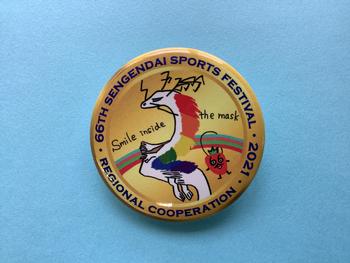 66TH SENGENDAI SPORTS FESTIVAL • 2021 •
Smile inside
the mask
REGIONAL COOPERATION •